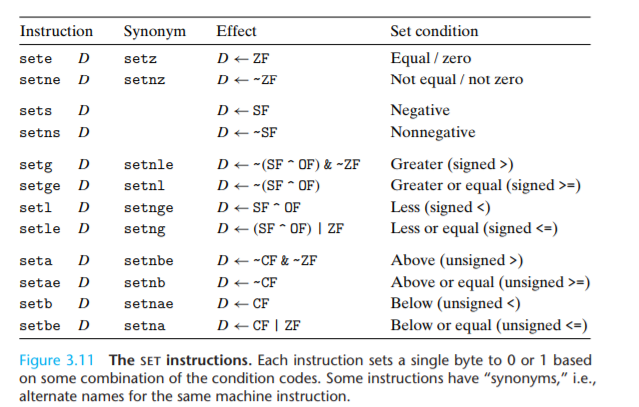 Instruction Synonym Effect Set condition
sete D setz D ← ZF Equal / zero
setne D setnz D ← ~ZF Not equal / not zero
sets D D ← SF Negative
setns D D ← ~SF Nonnegative
setg D setnle D ← ~(SF ^ OF) & ~ZF Greater (signed >)
setge D setnl D ← ~(SF ^ OF) Greater or equal (signed >=)
setl D setnge D ← SF ^ OF Less (signed <)
setle D setng D ← (SF ^ OF) | ZF Less or equal (signed <=)
seta D setnbe D ← ~CF & ~ZF Above (unsigned >)
setae D setnb D ← ~CF Above or equal (unsigned >=)
setb D setnae D ← CF Below (unsigned <)
setbe D setna D ← CF | ZF Below or equal (unsigned <=)
Figure 3.11 The SET instructions. Each instruction sets a single byte to 0 or 1 based
on some combination of the condition codes. Some instructions have “synonyms,” i.e.,
alternate names for the same machine instruction.